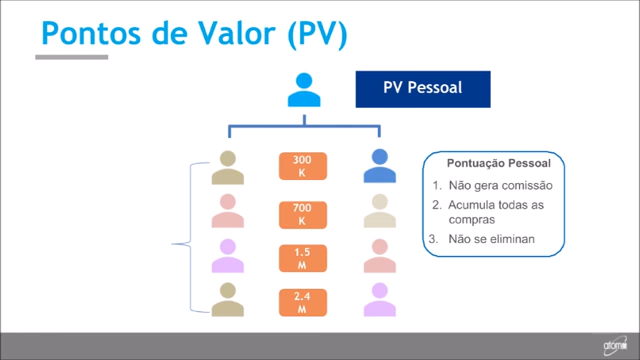 Pontos de Valor (PV)
PV Pessoal
300
K
700
K
1.5
M
2.4
M
Pontuação Pessoal
1. Não gera comissão
2. Acumula todas as
compras
3. Não se eliminan
atom